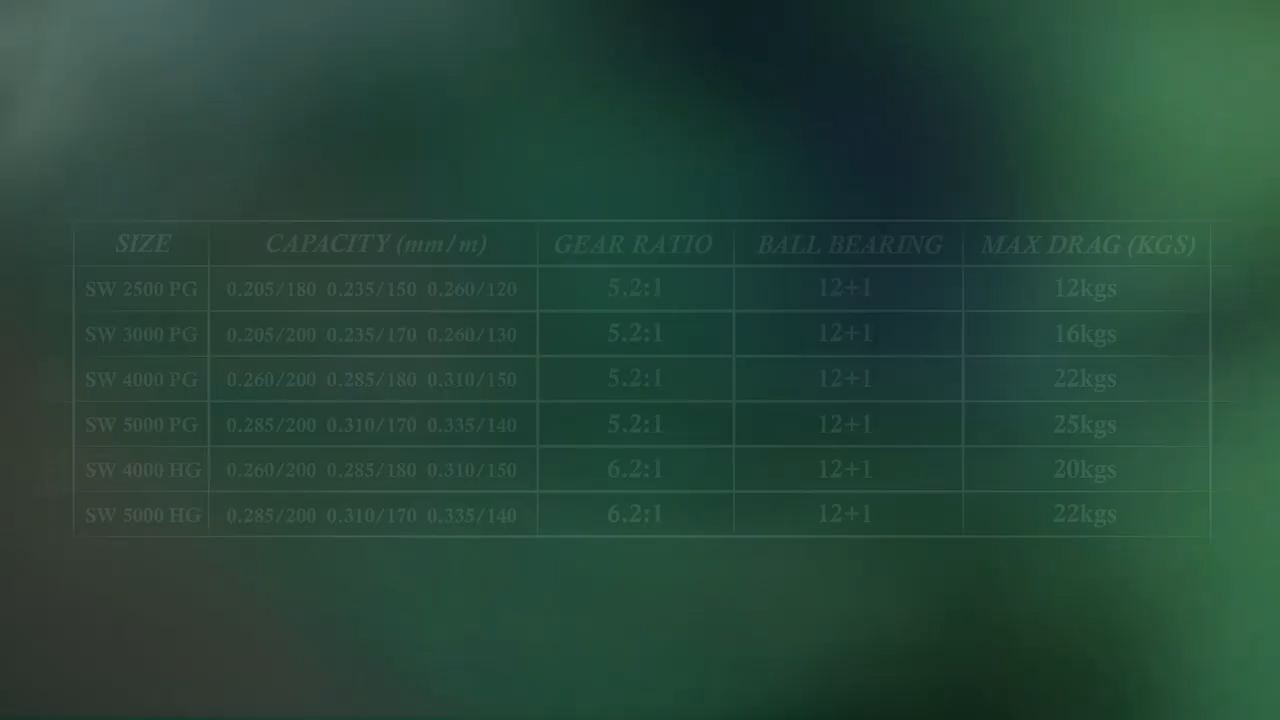 SIZE CAPACITY (mm/m) GEAR RATIO BALL BEARING MAX DRAG (KGS)
SW 2500 PG 0.205/180 0.235/150 0.260/120 5.2:1 12+1 12kgs
SW 3000 PG 0.205/200 0.235/170 0.260/130 5.2:1 12+1 16kgs
SW 4000 PG 0.260/200 0.285/180 0.310/150 5.2:1 12+1 22kgs
SW 5000 PG 0.285/200 0.310/170 0.335/140 5.2:1 12+1 25kgs
SW 4000 HG 0.260/200 0.285/180 0.310/150 6.2:1 12+1 20kgs
SW 5000 HG 0.285/200 0.310/170 0.335/140 6.2:1 12+1 22kgs